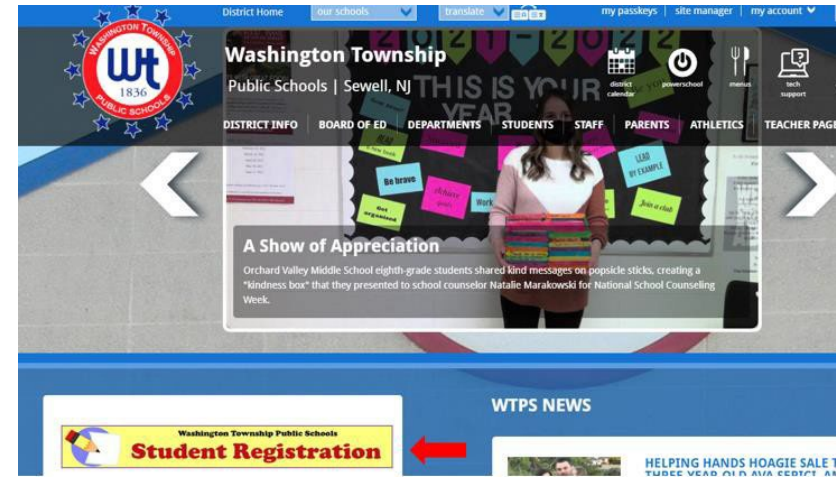 District Home our schools translate my passkeys | site manager | my account
WASHINGTON TOWNSHIP
Wt
1836
PUBLIC SCHOOLS
Washington Township
Public Schools | Sewell, NJ
district calendar
powerschool
menus
tech support
2021-2022
THIS IS YOUR
YEAR
DISTRICT INFO BOARD OF ED DEPARTMENTS STUDENTS STAFF PARENTS ATHLETICS TEACHER PAG
Be brave
Achieve goals
Work
Get organized
LEAD BY EXAMPLE
Join a club
A Show of Appreciation
Orchard Valley Middle School eighth-grade students shared kind messages on popsicle sticks, creating a
"kindness box" that they presented to school counselor Natalie Marakowski for National School Counseling
Week.
WTPS NEWS
Washington Township Public Schools
Student Registration
HELPING HANDS HOAGIE SALE T